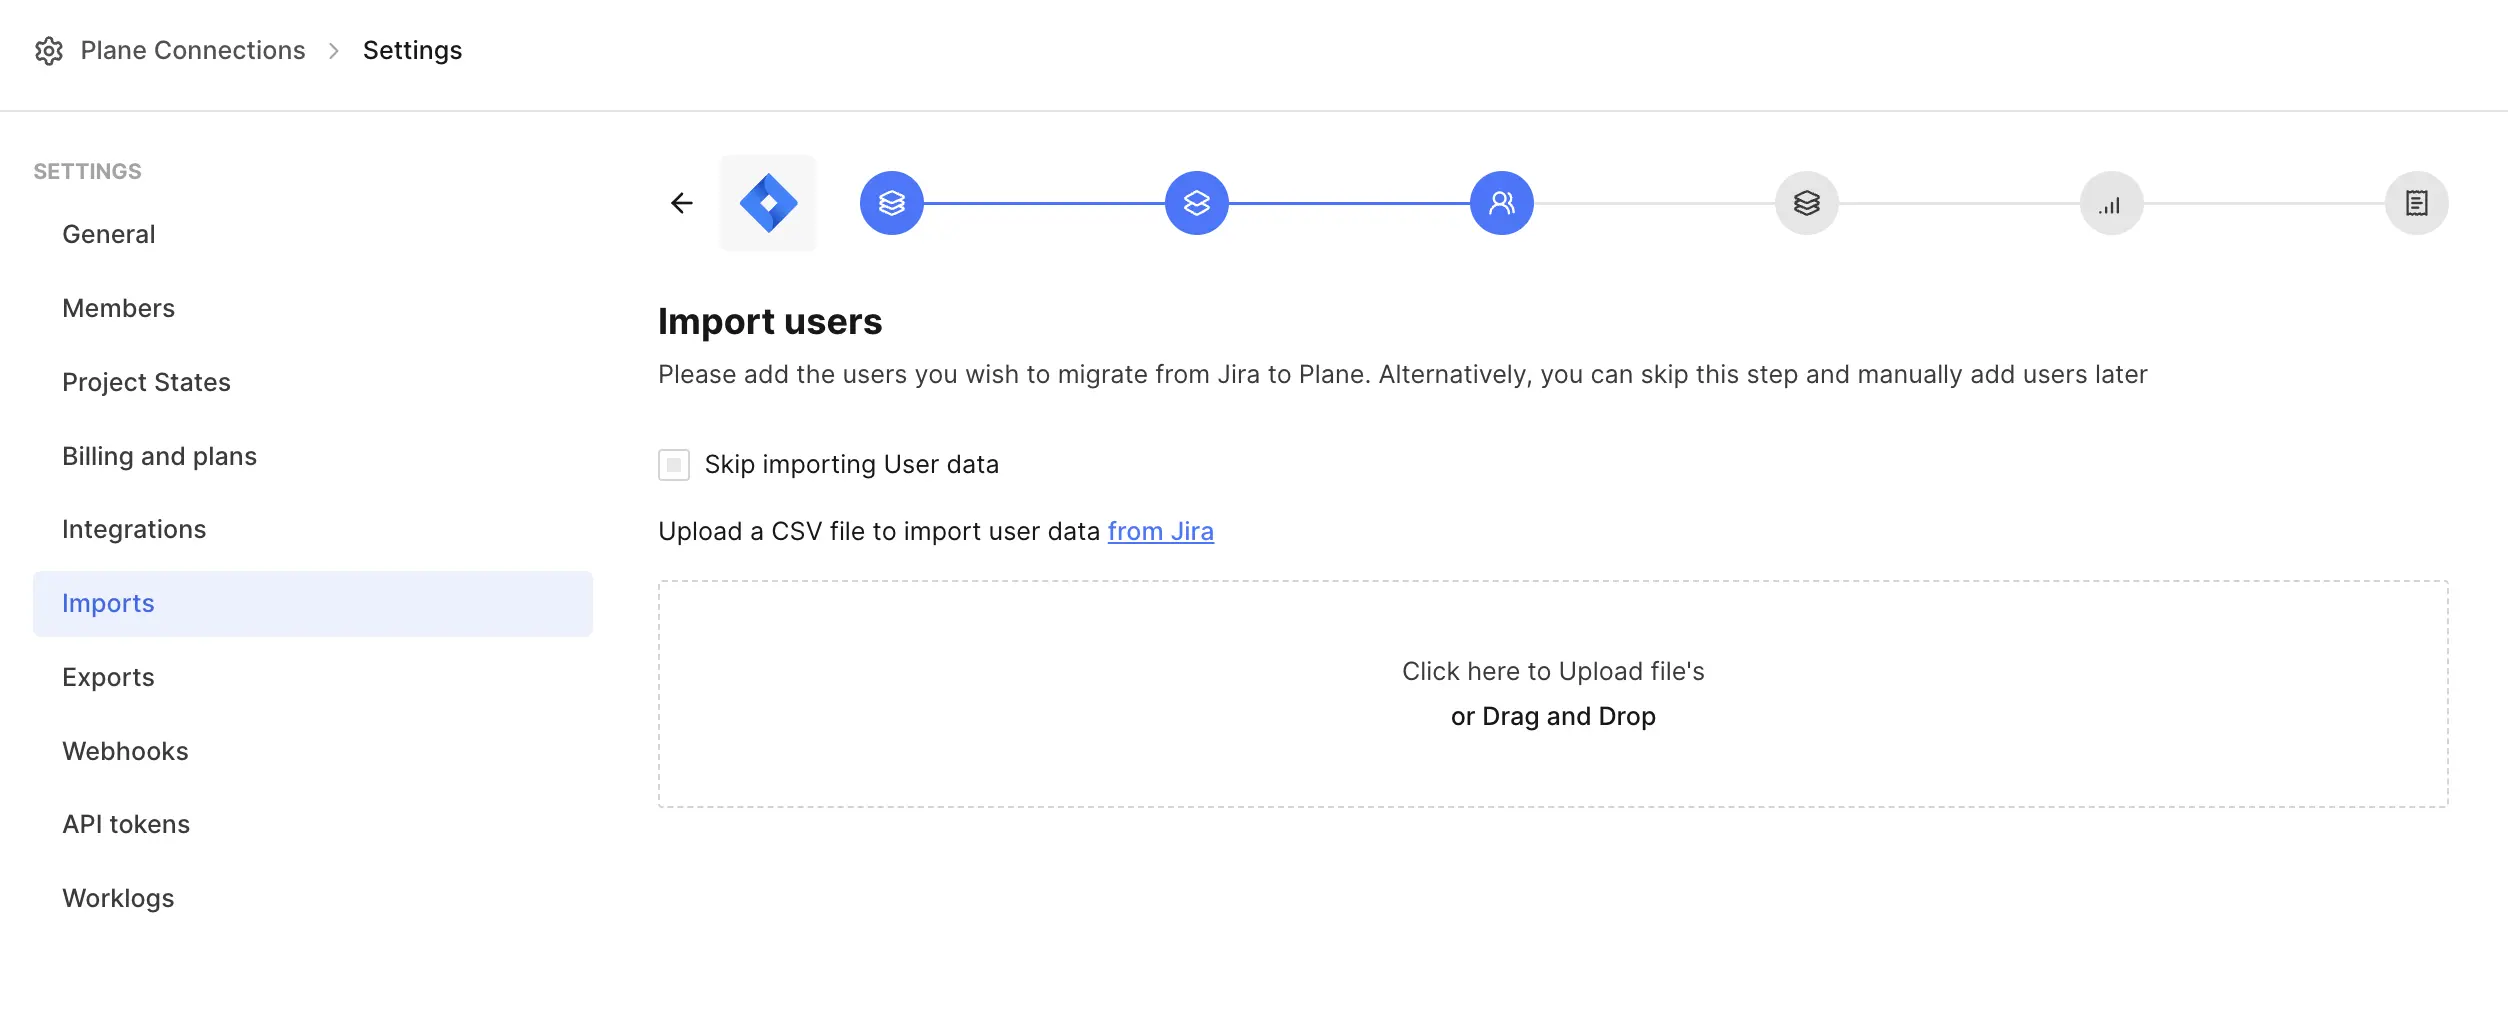 Plane Connections > Settings
SETTINGS
General
Members
Project States
Billing and plans
Integrations
Imports
Exports
Webhooks
API tokens
Worklogs
Import users
Please add the users you wish to migrate from Jira to Plane. Alternatively, you can skip this step and manually add users later
Skip importing User data
Upload a CSV file to import user data from Jira
Click here to Upload file's
or Drag and Drop